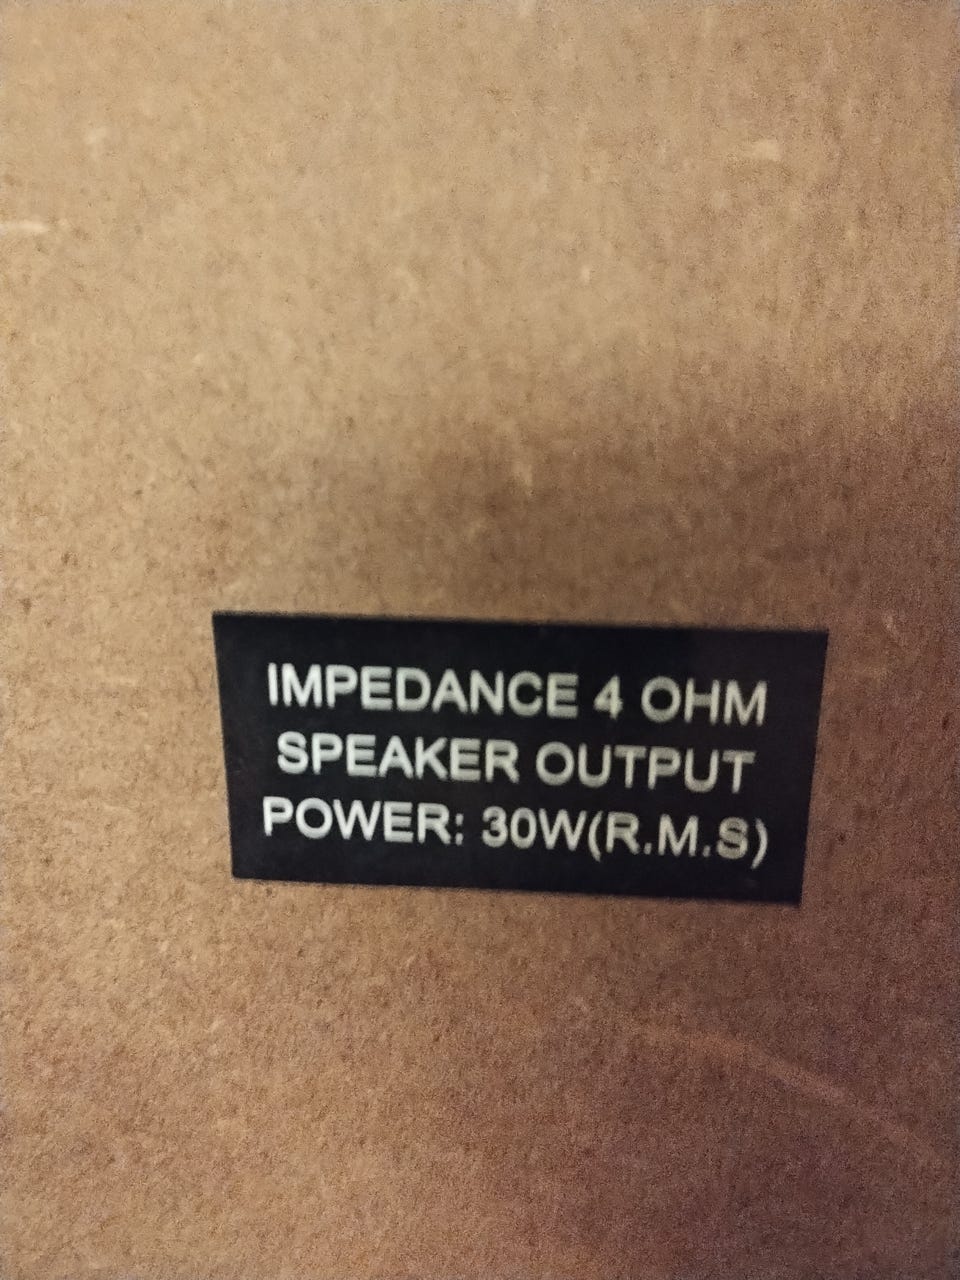 IMPEDANCE 4 OHM
SPEAKER OUTPUT
POWER: 30W(R.M.S)